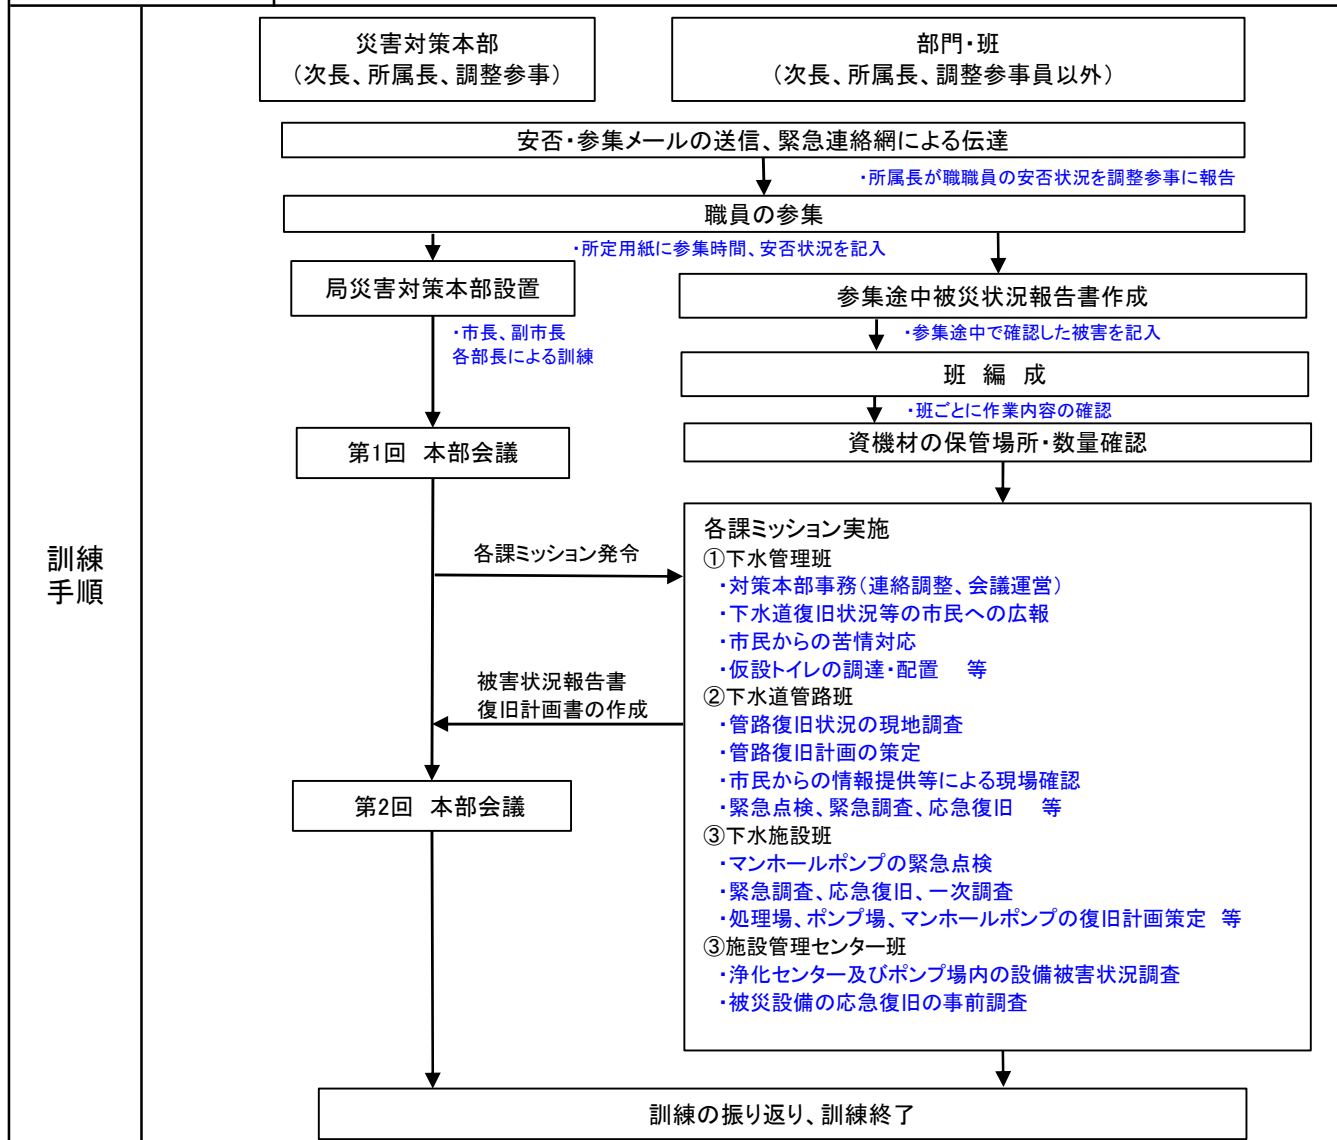 訓練
手順
災害対策本部
(次長、所属長、調整参事)
部門・班
(次長、所属長、調整参事員以外)
安否・参集メールの送信、緊急連絡網による伝達
・所属長が職職員の安否状況を調整参事に報告
職員の参集
・所定用紙に参集時間、安否状況を記入
局災害対策本部設置
参集途中被災状況報告書作成
・市長、副市長
各部長による訓練
・参集途中で確認した被害を記入
班 編 成
・班ごとに作業内容の確認
第1回 本部会議
資機材の保管場所・数量確認
各課ミッション発令
被害状況報告書
復旧計画書の作成
第2回 本部会議
各課ミッション実施
①下水管理班
・対策本部事務(連絡調整、会議運営)
・下水道復旧状況等の市民への広報
・市民からの苦情対応
・仮設トイレの調達・配置 等
②下水道管路班
・管路復旧状況の現地調査
・管路復旧計画の策定
・市民からの情報提供等による現場確認
・緊急点検、緊急調査、応急復旧 等
③下水施設班
・マンホールポンプの緊急点検
・緊急調査、応急復旧、一次調査
・処理場、ポンプ場、マンホールポンプの復旧計画策定 等
③施設管理センター班
・浄化センター及びポンプ場内の設備被害状況調査
・被災設備の応急復旧の事前調査
訓練の振り返り、訓練終了